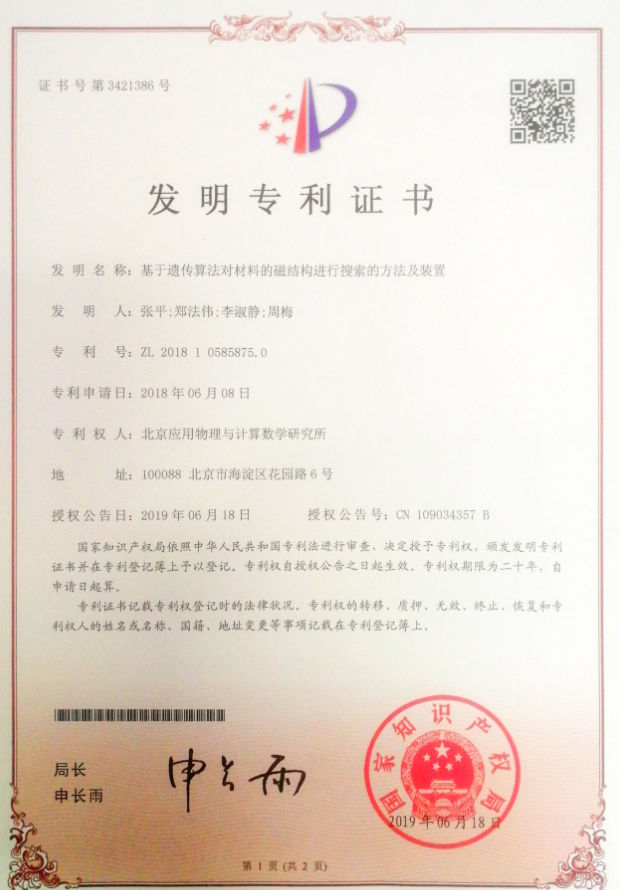 证书号第3421386号
发明专利证书
发明名称：基于遗传算法对材料的磁结构进行搜索的方法及装置
发明人：张平;郑法伟;李淑静;周梅
专利号：ZL 2018 1 0585875.0
专利申请日：2018年06月08日
专利权人：北京应用物理与计算数学研究所
地址：100088 北京市海淀区花园路6号
授权公告日：2019年06月18日 授权公告号：CN 109034357 B
国家知识产权局依照中华人民共和国专利法进行审查，决定授予专利权，颁发发明专利
证书并在专利登记簿上予以登记。专利权自授权公告之日起生效。专利权期限为二十年，自
申请日起算。
专利证书记载专利权登记时的法律状况。专利权的转移、质押、无效、终止、恢复和专
利权人的姓名或名称、国籍、地址变更等事项记载在专利登记簿上。
局长
申长雨
申长雨
国家知识产权局
2019年06月18日
第1页(共2页)